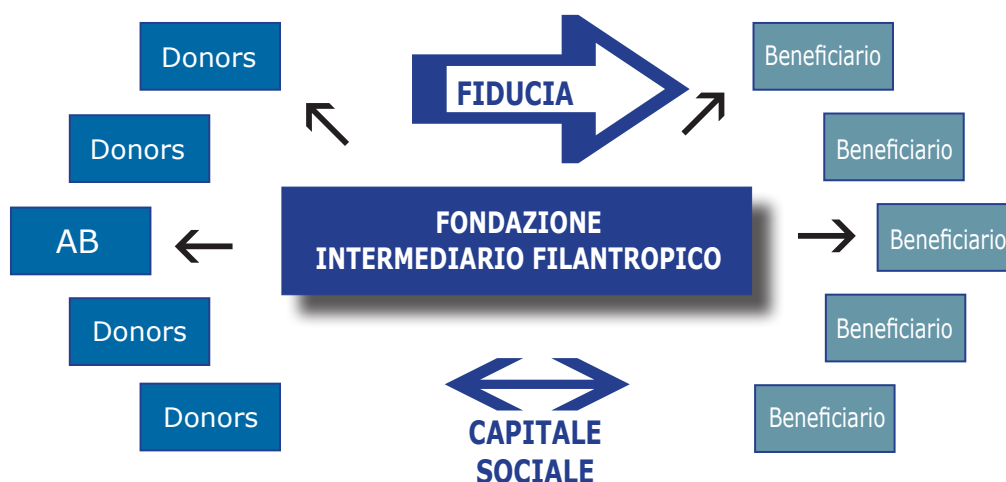 Donors
FIDUCIA
Beneficiario
Donors
Beneficiario
AB
FONDAZIONE
INTERMEDIARIO FILANTROPICO
Beneficiario
Donors
Beneficiario
Donors
CAPITALE
SOCIALE
Beneficiario